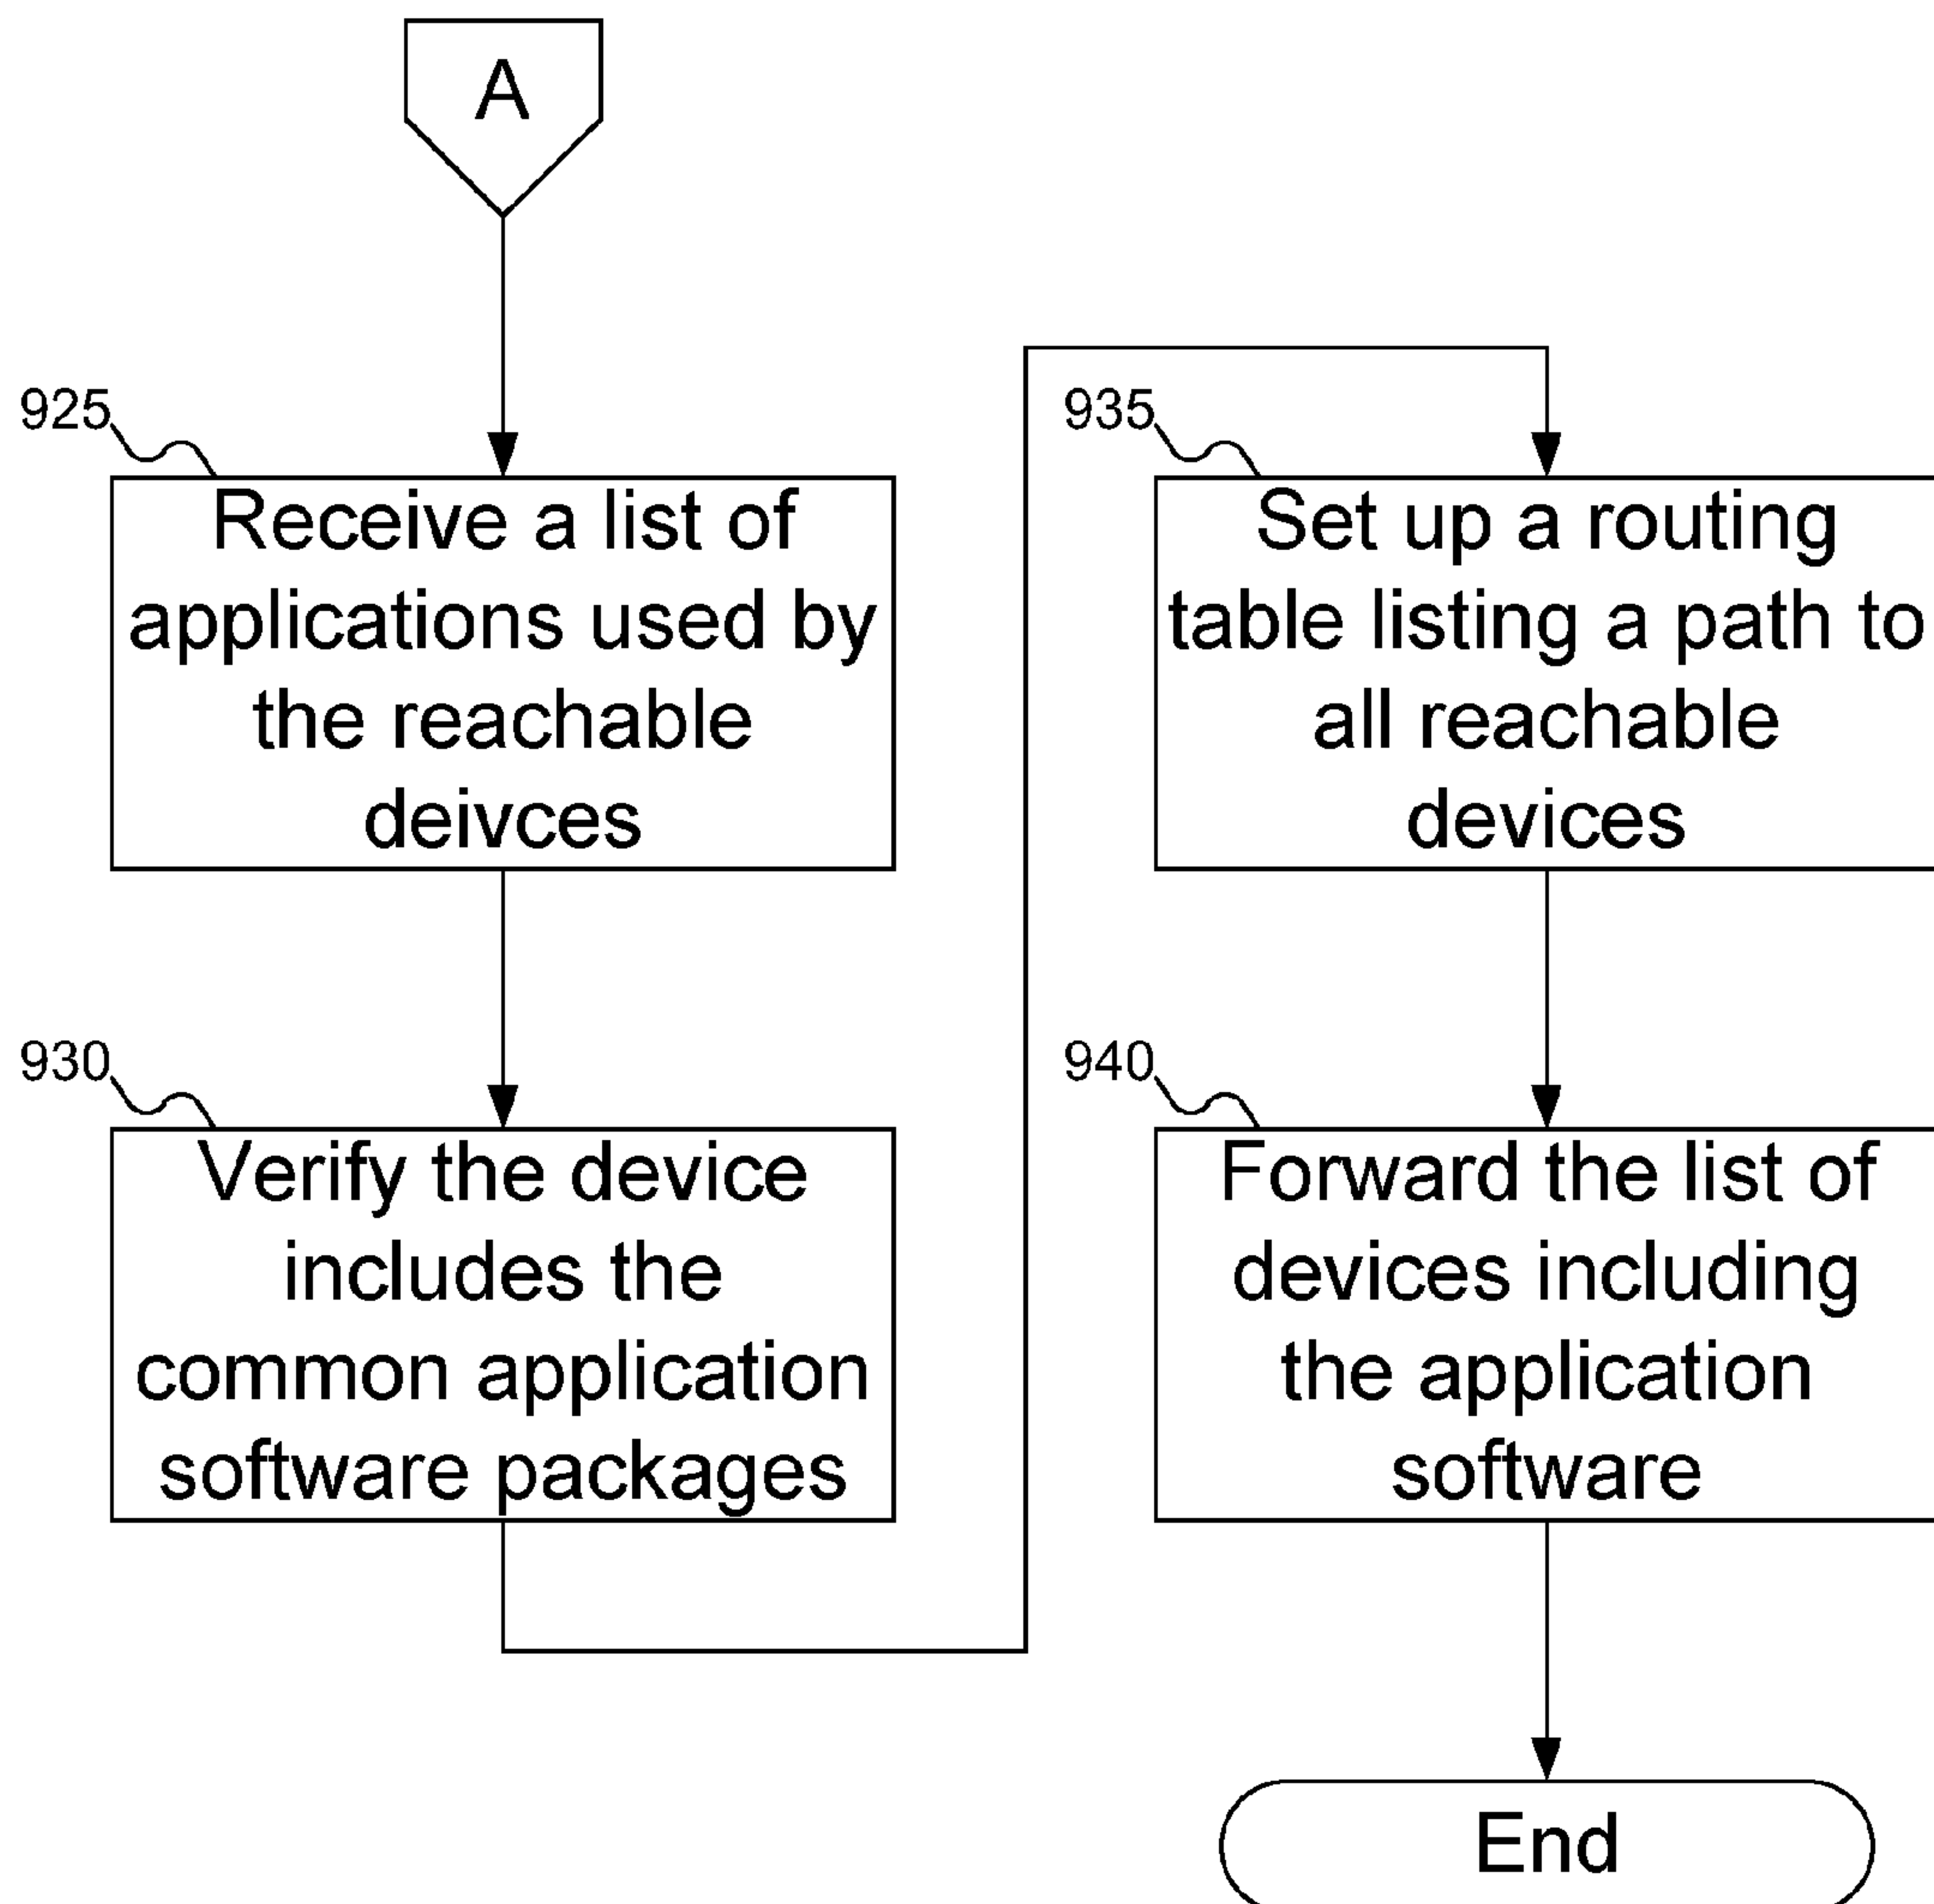 A
925
Receive a list of
applications used by
the reachable
deivces
930
Verify the device
includes the
common application
software packages
935
Set up a routing
table listing a path to
all reachable
devices
940
Forward the list of
devices including
the application
software
End